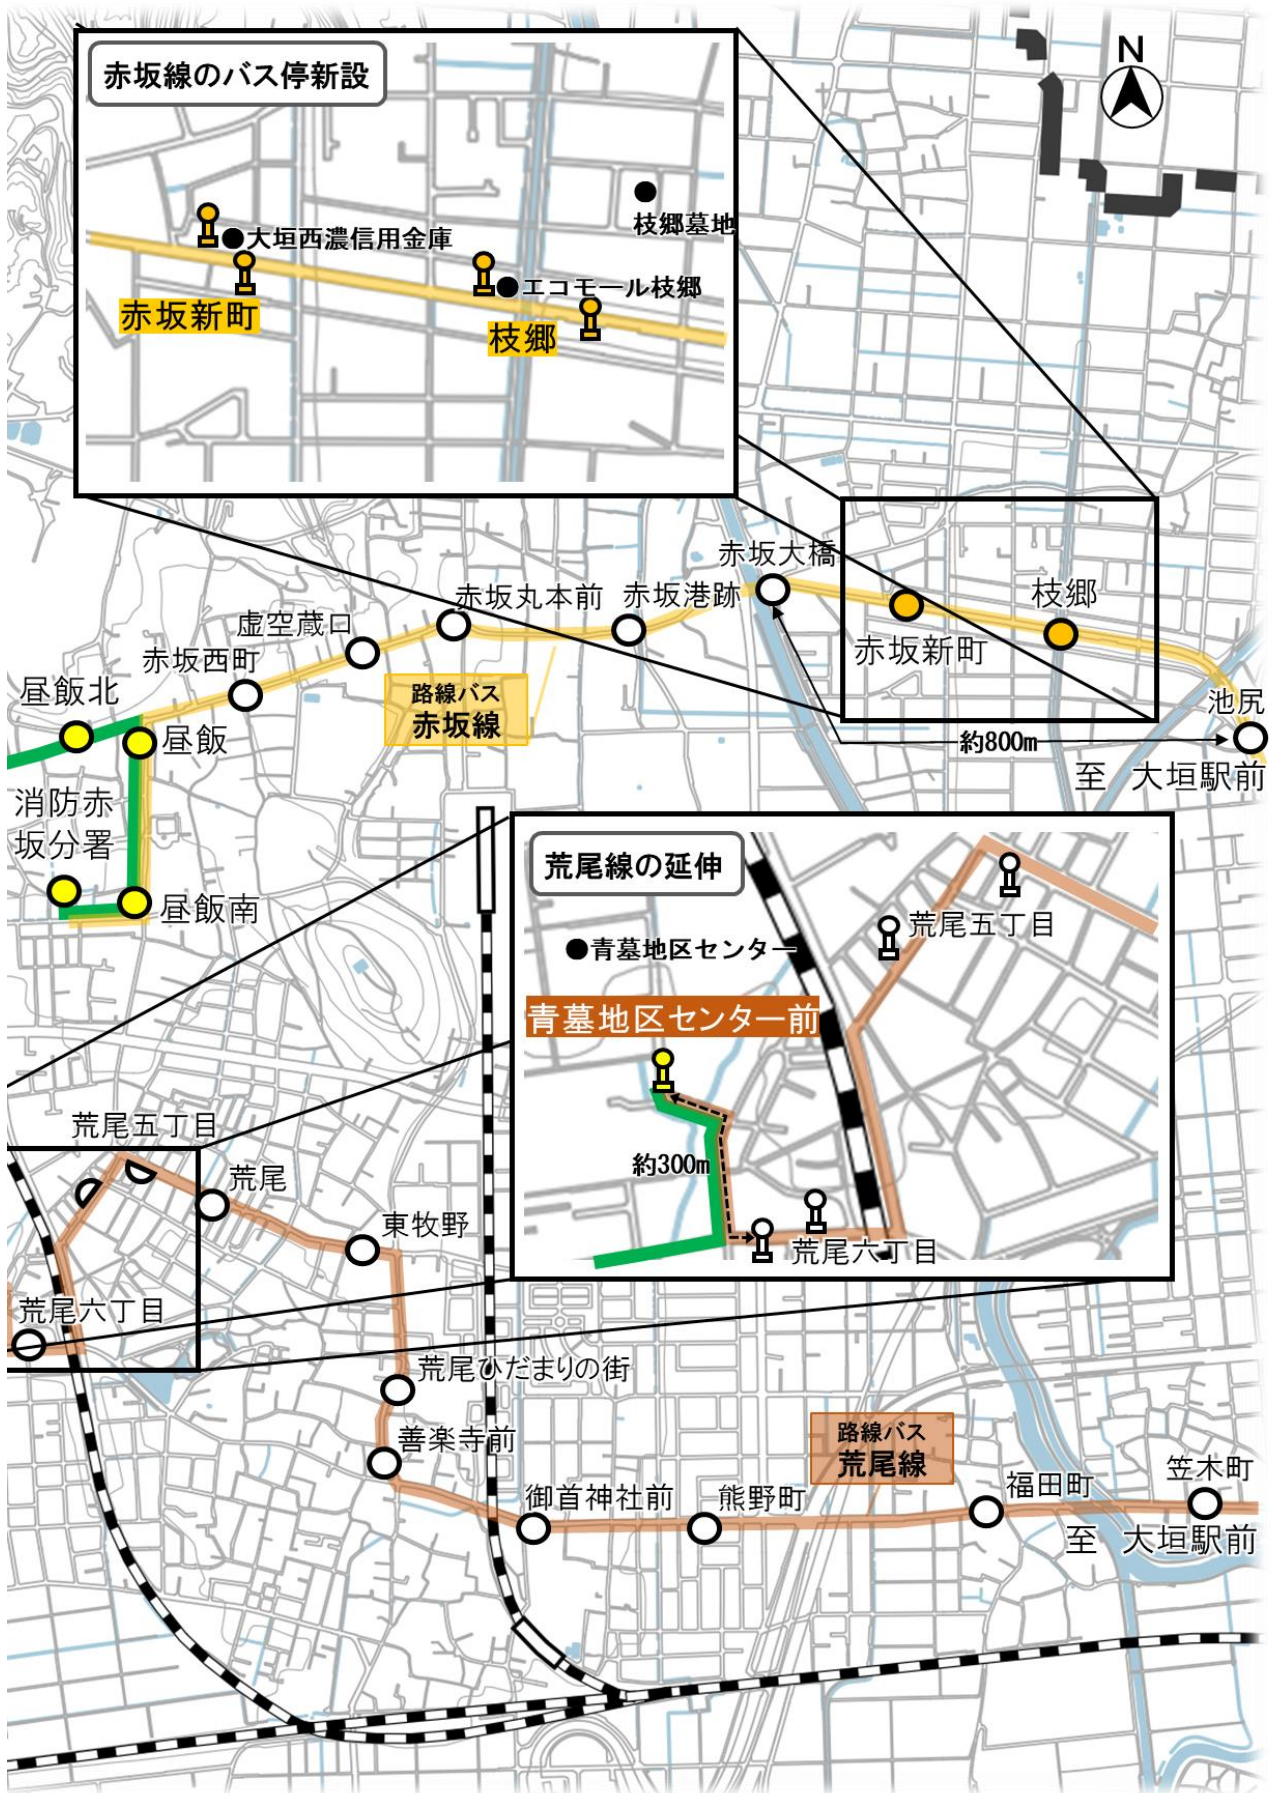 赤坂線のバス停新設
N
枝郷墓地
大垣西濃信用金庫
エコモール枝郷
赤坂新町
枝郷
赤坂大橋
赤坂丸本前
赤坂港跡
枝郷
虚空蔵口
赤坂新町
赤坂西町
昼飯北
路線バス
赤坂線
池尻
昼飯
約800m
至 大垣駅前
消防赤
坂分署
昼飯南
荒尾線の延伸
荒尾五丁目
青墓地区センター
青墓地区センター前
約300m
荒尾六丁目
荒尾五丁目
荒尾
東牧野
荒尾六丁目
荒尾ひだまりの街
善楽寺前
路線バス
荒尾線
御首神社前
熊野町
福田町
笠木町
至 大垣駅前